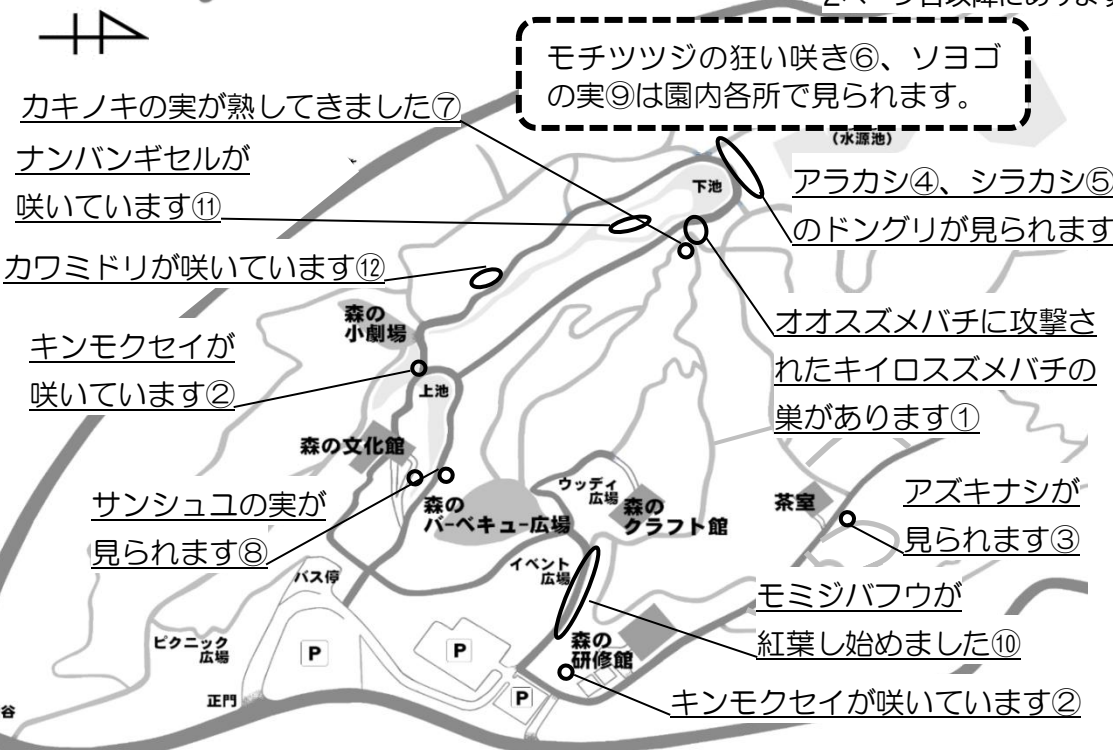 2ページ目以降にあります
モチツツジの狂い咲き⑥、ソヨゴ
の実⑨は園内各所で見られます。
カキノキの実が熟してきました⑦
ナンバンギセルが
咲いています⑪
カワミドリが咲いています⑫
キンモクセイが
咲いています②
サンシュユの実が
見られます⑧
(水源池)
下池
アラカシ④、シラカシ⑤
のドングリが見られます
オオスズメバチに攻撃さ
れたキイロスズメバチの
巣があります①
森の
小劇場
上池
森の文化館
森の
バーベキュー広場
ウッディ
広場
森の
クラフト館
茶室
アズキナシが
見られます③
イベント
広場
モミジバフウが
紅葉し始めました⑩
バス停
ピクニック
広場
P
P
P
森の
研修館
正門
キンモクセイが咲いています②
谷